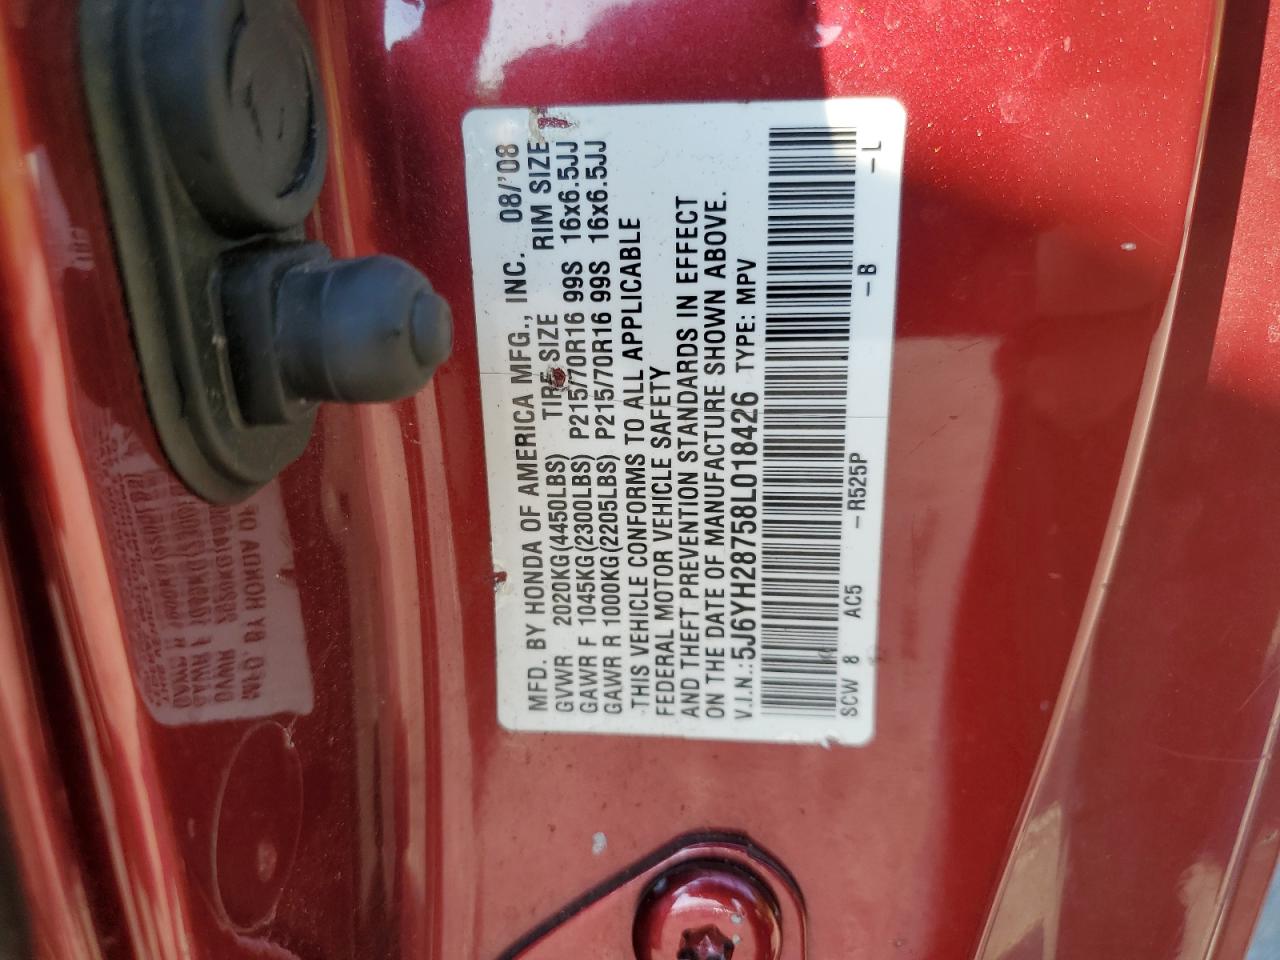 MFD. BY HONDA OF AMERICA MFG., INC. 08/'08
GVWR 2020KG(4450LBS) TIRE SIZE RIM SIZE
GAWR F 1045KG(2300LBS) P215/70R16 99S 16x6.5JJ
GAWR R 1000KG(2205LBS) P215/70R16 99S 16x6.5JJ
THIS VEHICLE CONFORMS TO ALL APPLICABLE
FEDERAL MOTOR VEHICLE SAFETY
AND THEFT PREVENTION STANDARDS IN EFFECT
ON THE DATE OF MANUFACTURE SHOWN ABOVE.
V.I.N.:5J6YH28758L018426 TYPE: MPV
SCW 8 AC5 -R525P -B -L